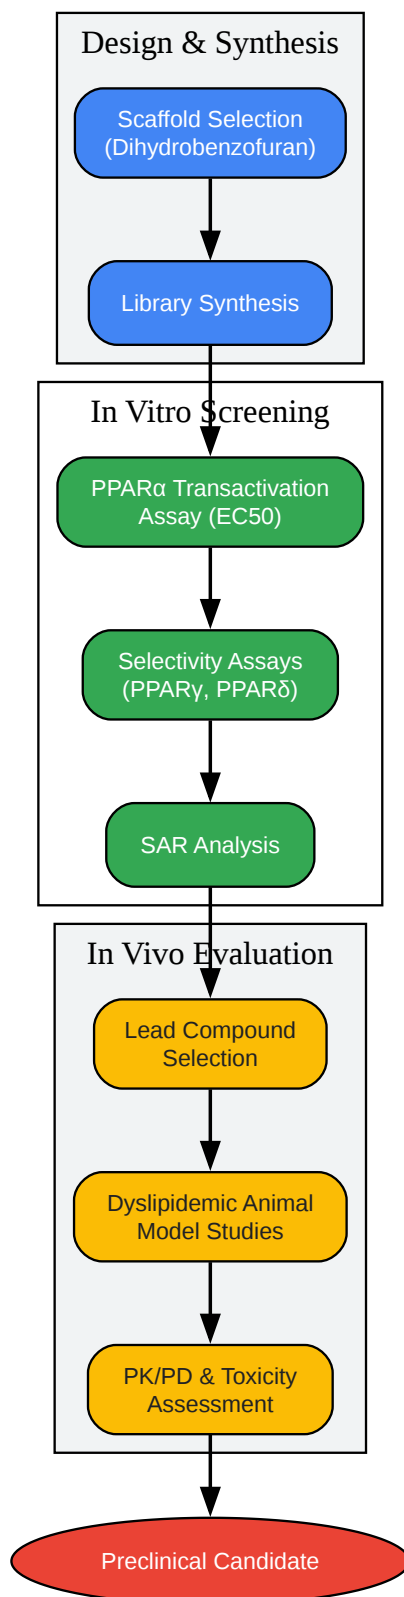 Design & Synthesis
Scaffold Selection
(Dihydrobenzofuran)
Library Synthesis
In Vitro Screening
PPARα Transactivation
Assay (EC50)
Selectivity Assays
(PPARγ, PPARδ)
SAR Analysis
In Vivo Evaluation
Lead Compound
Selection
Dyslipidemic Animal
Model Studies
PK/PD & Toxicity
Assessment
Preclinical Candidate